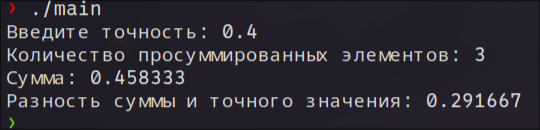 ❯ ./main
Введите точность: 0.4
Количество просуммированных элементов: 3
Сумма: 0.458333
Разность суммы и точного значения: 0.291667
❯